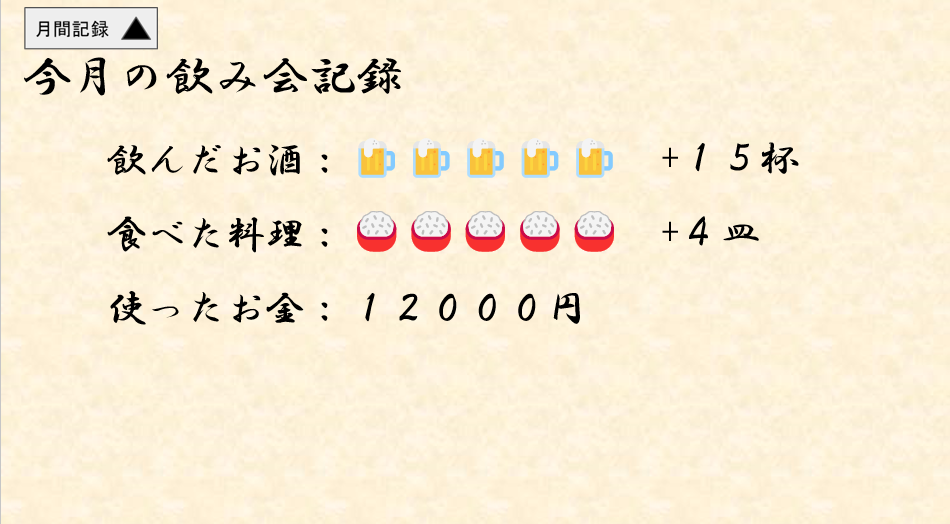 月間記録 ▲
今月の飲み会記録
飲んだお酒：🍺🍺🍺🍺🍺 +１５杯
食べた料理：🍚🍚🍚🍚🍚 +４皿
使ったお金：１２０００円